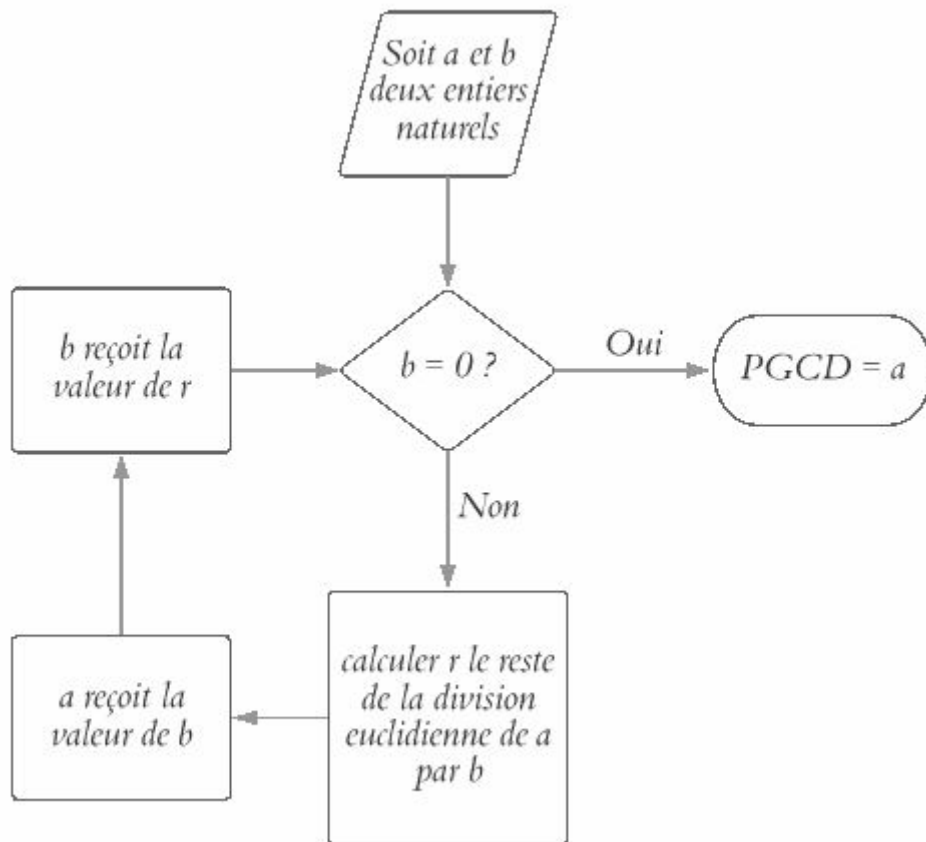 Soit a et b
deux entiers
naturels
b = 0 ?
Oui
PGCD = a
Non
calculer r le reste
de la division
euclidienne de a
par b
a reçoit la
valeur de b
b reçoit la
valeur de r